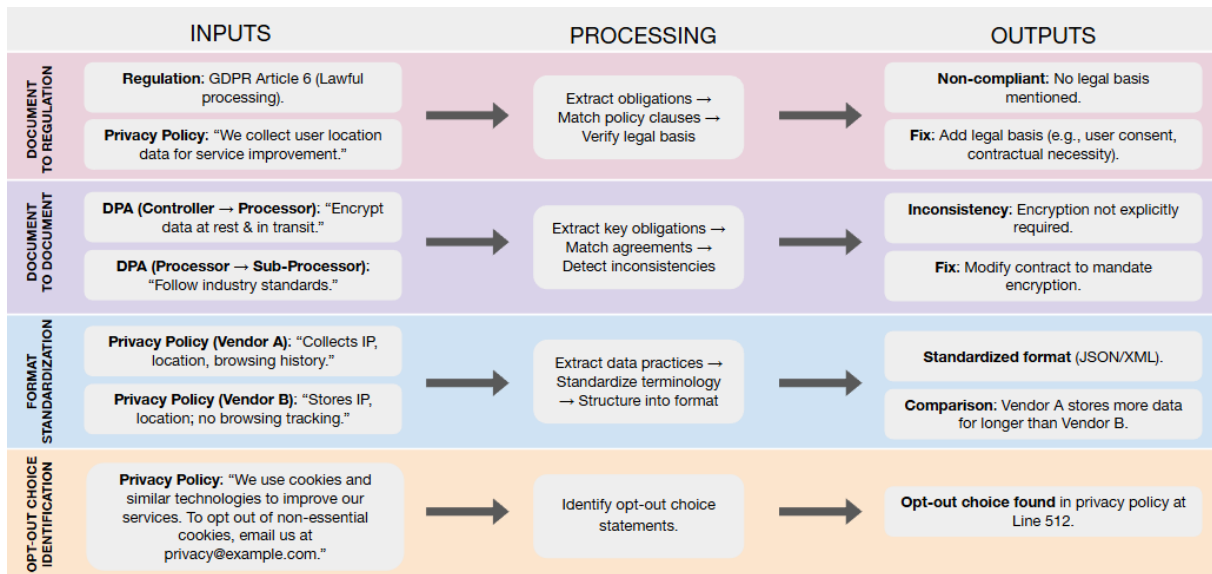 INPUTS
PROCESSING
OUTPUTS
DOCUMENT
TO REGULATION
Regulation: GDPR Article 6 (Lawful
processing).
Privacy Policy: “We collect user location
data for service improvement.”
Extract obligations →
Match policy clauses →
Verify legal basis
Non-compliant: No legal basis
mentioned.
Fix: Add legal basis (e.g., user consent,
contractual necessity).
DOCUMENT
TO DOCUMENT
DPA (Controller → Processor): “Encrypt
data at rest & in transit.”
DPA (Processor → Sub-Processor):
“Follow industry standards.”
Extract key obligations →
Match agreements →
Detect inconsistencies
Inconsistency: Encryption not explicitly
required.
Fix: Modify contract to mandate
encryption.
FORMAT
STANDARDIZATION
Privacy Policy (Vendor A): “Collects IP,
location, browsing history.”
Privacy Policy (Vendor B): “Stores IP,
location; no browsing tracking.”
Extract data practices →
Standardize terminology
→ Structure into format
Standardized format (JSON/XML).
Comparison: Vendor A stores more data
for longer than Vendor B.
OPT-OUT CHOICE
IDENTIFICATION
Privacy Policy: “We use cookies and
similar technologies to improve our
services. To opt out of non-essential
cookies, email us at
privacy@example.com.”
Identify opt-out choice
statements.
Opt-out choice found in privacy policy at
Line 512.